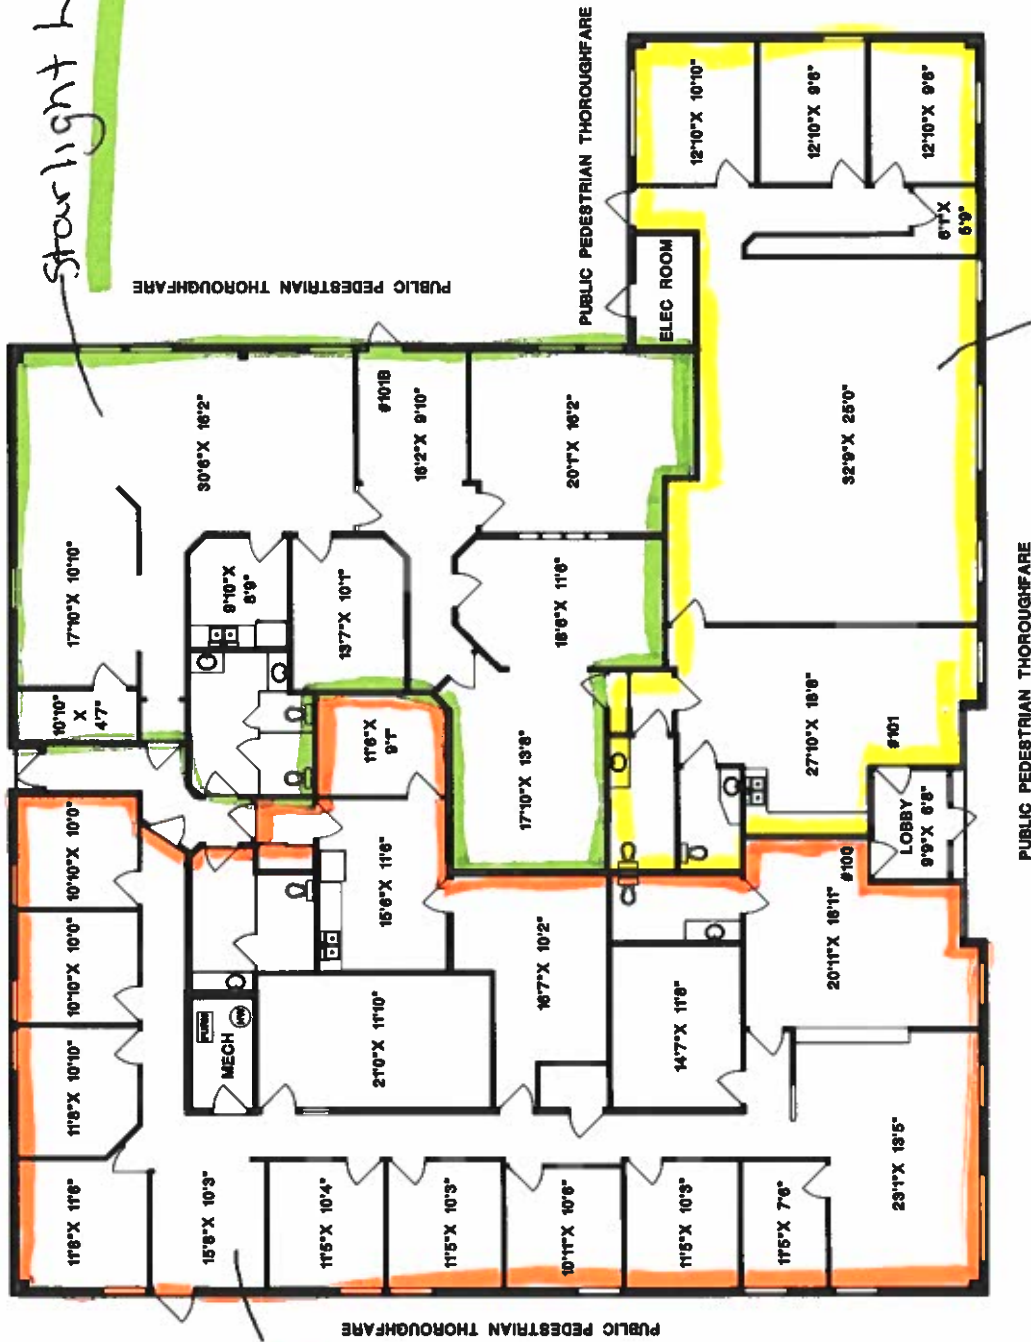 Starlight
PUBLIC PEDESTRIAN THOROUGHFARE
PUBLIC PEDESTRIAN THOROUGHFARE
PUBLIC PEDESTRIAN THOROUGHFARE
PUBLIC PEDESTRIAN THOROUGHFARE
30'6"X 16'2"
17'10"X 10'10"
10'10"
X
4'7"
9'10"X
8'9"
13'7"X 10'1"
#101B
16'2"X 9'10"
20'1"X 16'2"
18'6"X 11'6"
17'10"X 13'8"
ELEC ROOM
12'10"X 10'10"
12'10"X 9'6"
12'10"X 9'6"
6'1"X
5'9"
32'9"X 25'0"
27'10"X 18'8"
#101
LOBBY
9'9"X 6'8"
#100
20'11"X 16'11"
11'6"X
9'1"
15'6"X 11'6"
10'10"X 10'0"
10'10"X 10'0"
11'8"X 10'10"
11'8"X 11'6"
MECH
FURN
HW
21'0"X 11'10"
16'7"X 10'2"
14'7"X 11'8"
15'8"X 10'3"
11'5"X 10'4"
11'5"X 10'3"
10'11"X 10'6"
11'5"X 10'3"
11'5"X 7'6"
23'1"X 13'5"